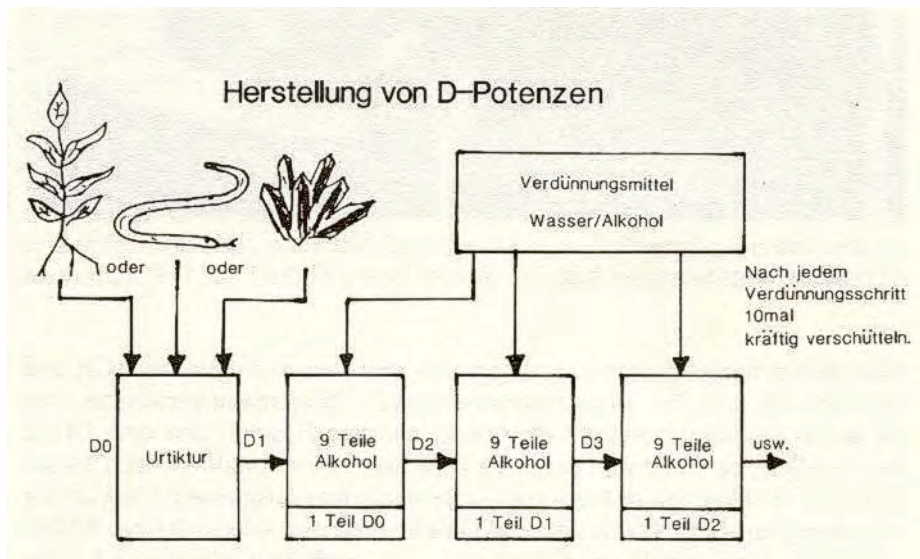 Herstellung von D-Potenzen
oder
oder
Verdünnungsmittel
Wasser/Alkohol
Nach jedem
Verdünnungsschritt
10mal
kräftig verschütteln.
D0
Urtiktur
D1
9 Teile
Alkohol
1 Teil D0
D2
9 Teile
Alkohol
1 Teil D1
D3
9 Teile
Alkohol
1 Teil D2
usw.